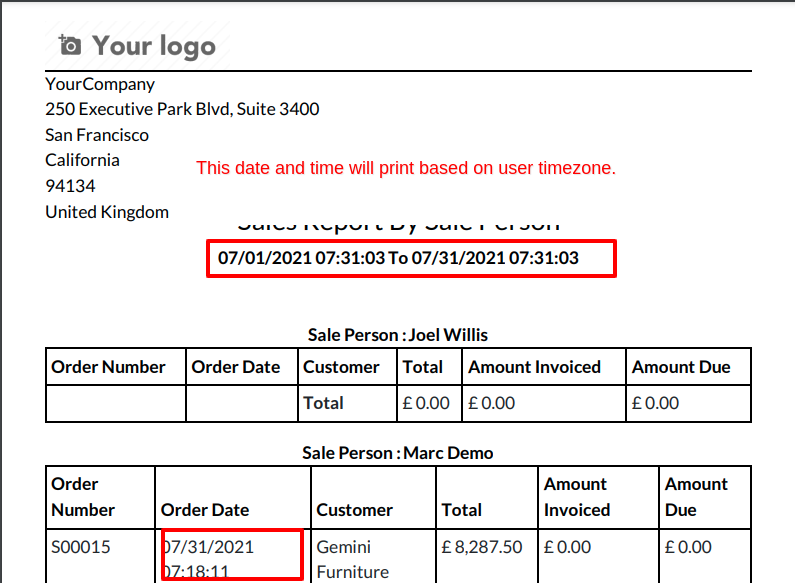 Your logo
YourCompany
250 Executive Park Blvd, Suite 3400
San Francisco
California
This date and time will print based on user timezone.
94134
United Kingdom
Sales Report By Sale Person
07/01/2021 07:31:03 To 07/31/2021 07:31:03
Sale Person : Joel Willis
Order Number Order Date Customer Total Amount Invoiced Amount Due
Total £ 0.00 £ 0.00 £ 0.00
Sale Person : Marc Demo
Order Number Order Date Customer Total Amount Invoiced Amount Due
S00015 07/31/2021 Gemini £ 8,287.50 £ 0.00 £ 0.00
07:18:11 Furniture